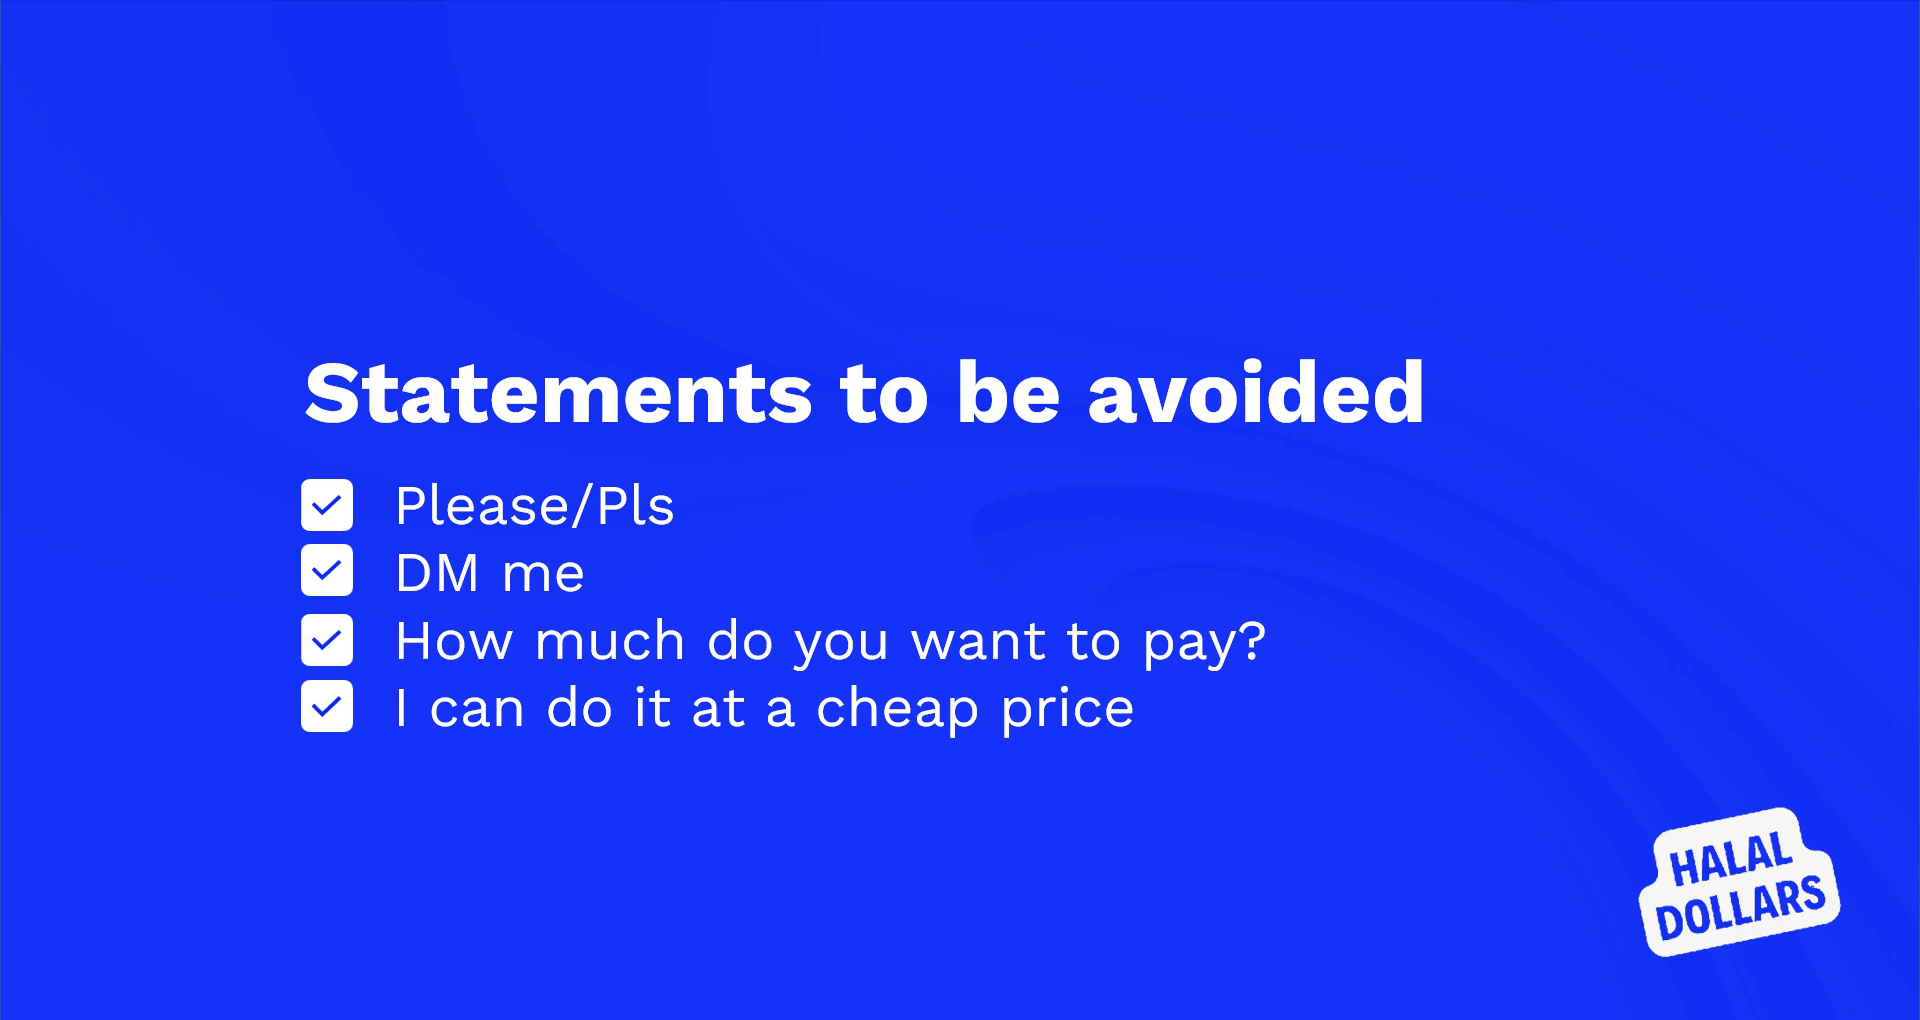 Statements to be avoided
Please/Pls
DM me
How much do you want to pay?
I can do it at a cheap price
HALAL
DOLLARS